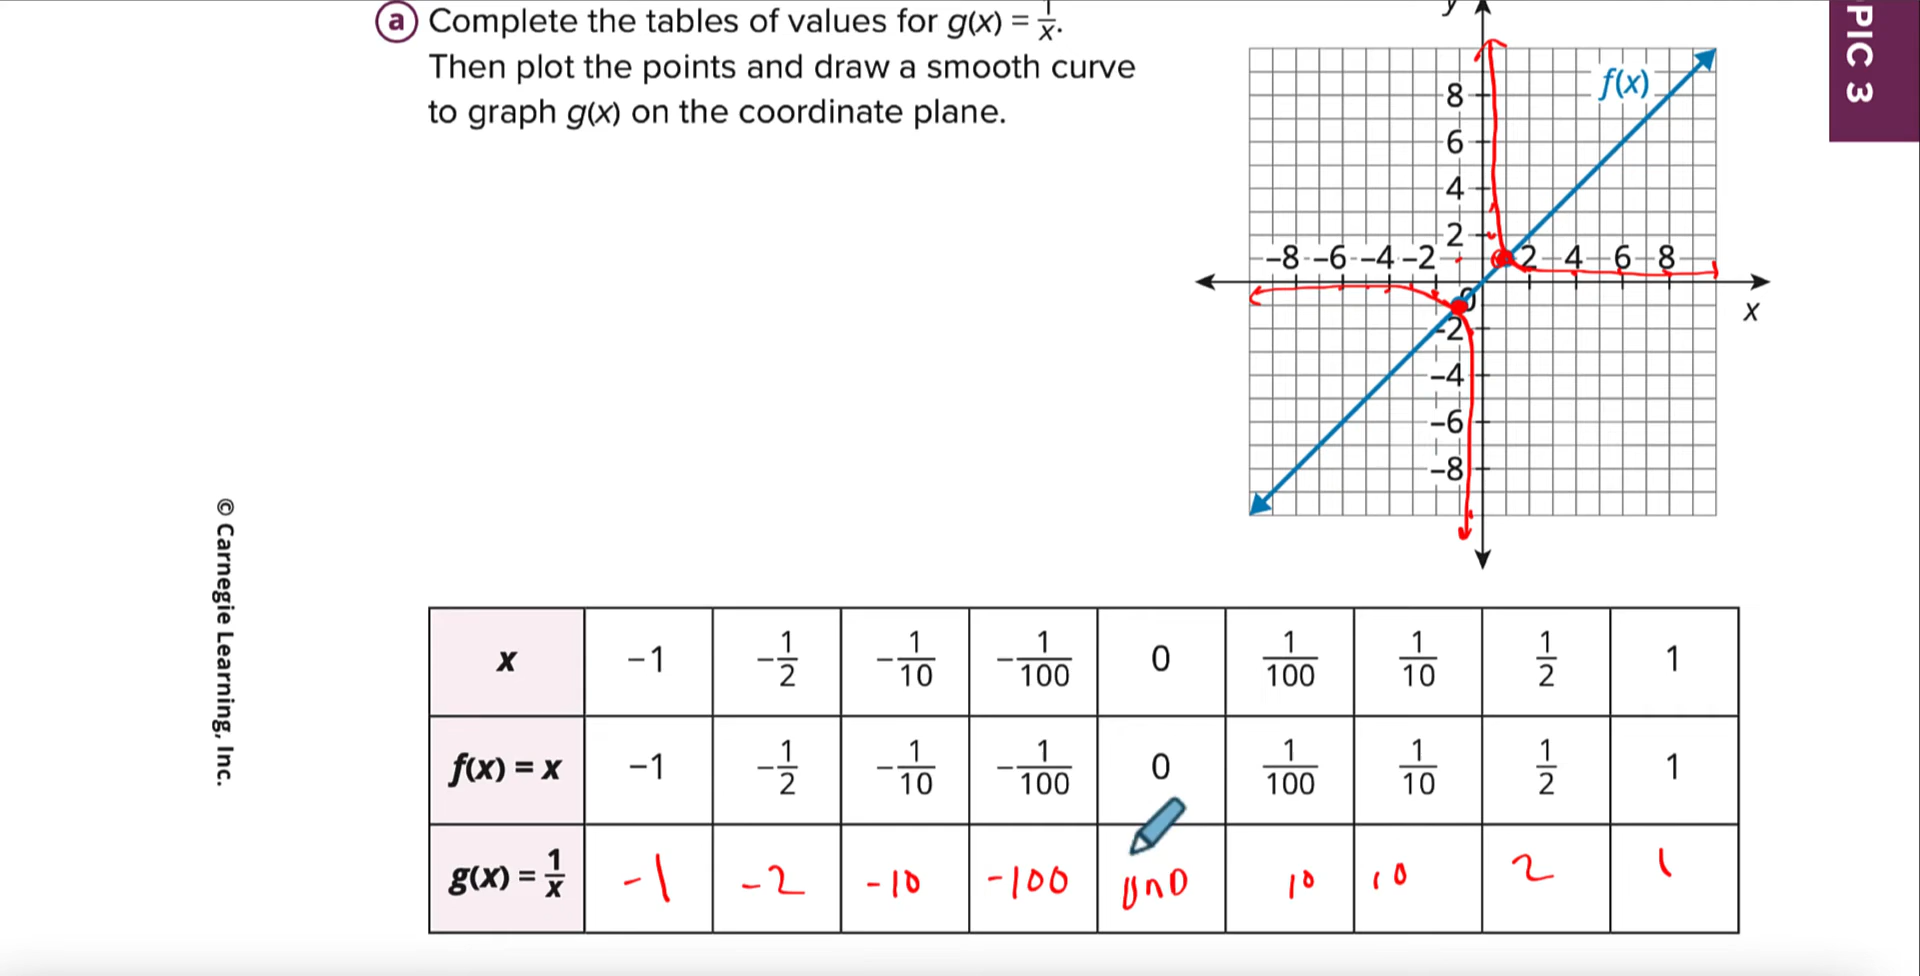 ⓐ Complete the tables of values for g(x) = 1/x.
Then plot the points and draw a smooth curve
to graph g(x) on the coordinate plane.
PIC 3
y
f(x)
8
6
4
2
−8 −6 −4 −2 2 4 6 8
0
x
−2
−4
−6
−8
© Carnegie Learning, Inc.
x −1 −1/2 −1/10 −1/100 0 1/100 1/10 1/2 1
f(x) = x −1 −1/2 −1/10 −1/100 0 1/100 1/10 1/2 1
g(x) = 1/x -1 -2 -10 -100 UND 10 10 2 1